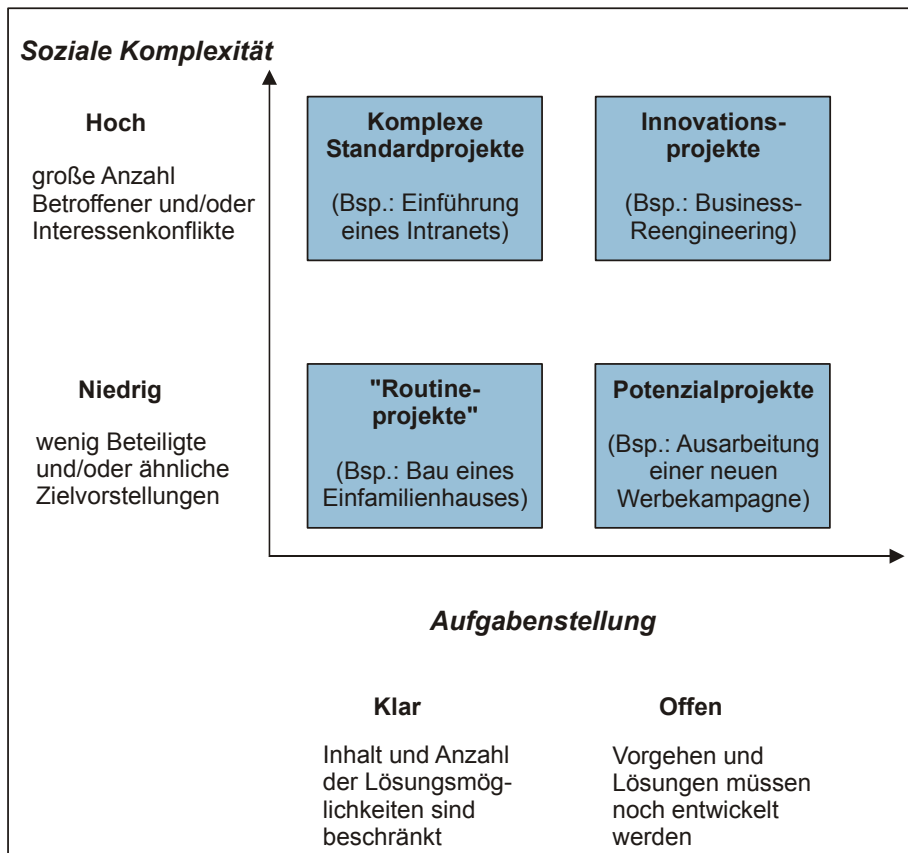 Soziale Komplexität
Hoch
große Anzahl
Betroffener und/oder
Interessenkonflikte
Komplexe
Standardprojekte
(Bsp.: Einführung
eines Intranets)
Innovations-
projekte
(Bsp.: Business-
Reengineering)
Niedrig
wenig Beteiligte
und/oder ähnliche
Zielvorstellungen
"Routine-
projekte"
(Bsp.: Bau eines
Einfamilienhauses)
Potenzialprojekte
(Bsp.: Ausarbeitung
einer neuen
Werbekampagne)
Aufgabenstellung
Klar
Inhalt und Anzahl
der Lösungsmög-
lichkeiten sind
beschränkt
Offen
Vorgehen und
Lösungen müssen
noch entwickelt
werden